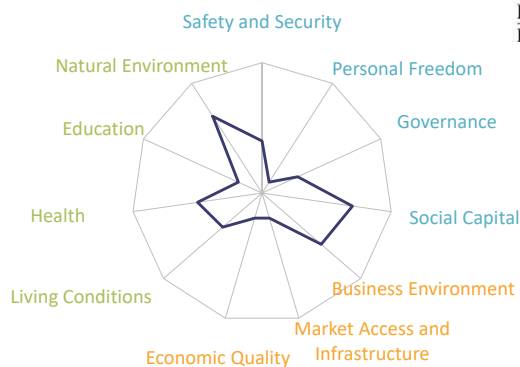 Safety and Security
Natural Environment
Personal Freedom
Education
Governance
Health
Social Capital
Living Conditions
Business Environment
Market Access and
Infrastructure
Economic Quality